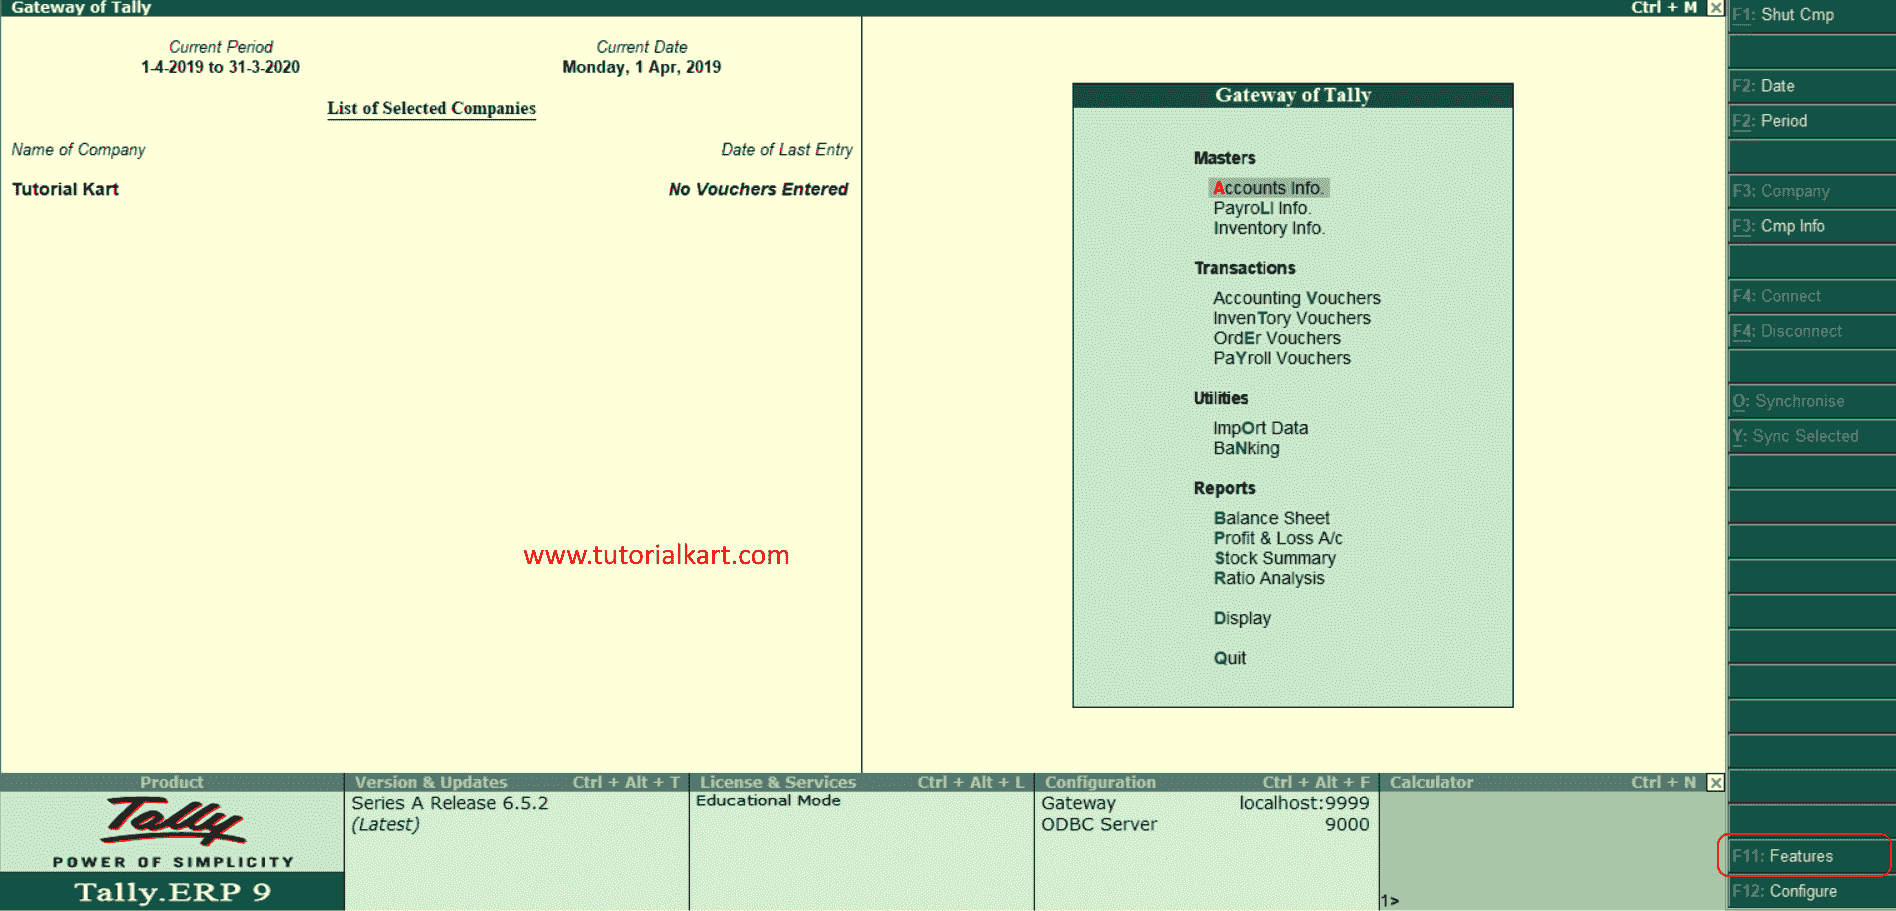 Gateway of Tally
Ctrl + M
Current Period
1-4-2019 to 31-3-2020
Current Date
Monday, 1 Apr, 2019
List of Selected Companies
Name of Company
Date of Last Entry
Tutorial Kart
No Vouchers Entered
www.tutorialkart.com
Gateway of Tally
Masters
Accounts Info.
PayroLl Info.
Inventory Info.
Transactions
Accounting Vouchers
InvenTory Vouchers
OrdEr Vouchers
PaYroll Vouchers
Utilities
ImpOrt Data
BaNking
Reports
Balance Sheet
Profit & Loss A/c
Stock Summary
Ratio Analysis
Display
Quit
F1: Shut Cmp
F2: Date
F2: Period
F3: Company
F3: Cmp Info
F4: Connect
F4: Disconnect
O: Synchronise
Y: Sync Selected
F11: Features
F12: Configure
Product
Tally
POWER OF SIMPLICITY
Tally.ERP 9
Version & Updates Ctrl + Alt + T
Series A Release 6.5.2
(Latest)
License & Services Ctrl + Alt + L
Educational Mode
Configuration Ctrl + Alt + F
Gateway localhost:9999
ODBC Server 9000
Calculator Ctrl + N
1>